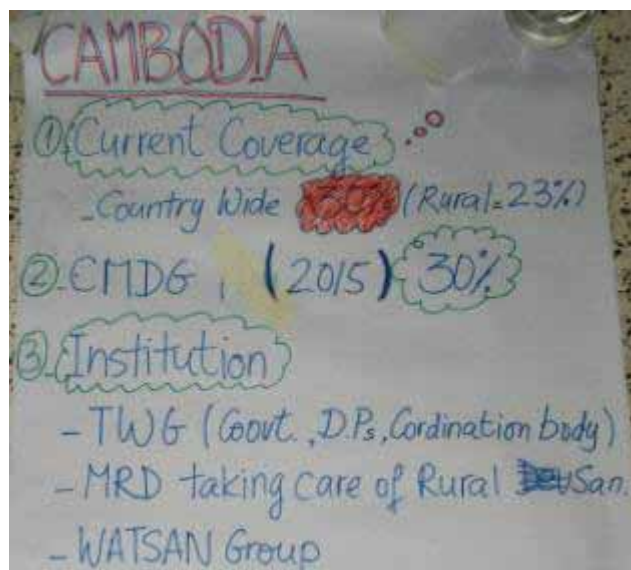 CAMBODIA
① Current Coverage
- Country Wide 30% (Rural = 23%)
② - CMDG (2015) 30%
③ - Institution
- TWG (Govt., D.Ps, Cordination body)
- MRD taking care of Rural San.
- WATSAN Group